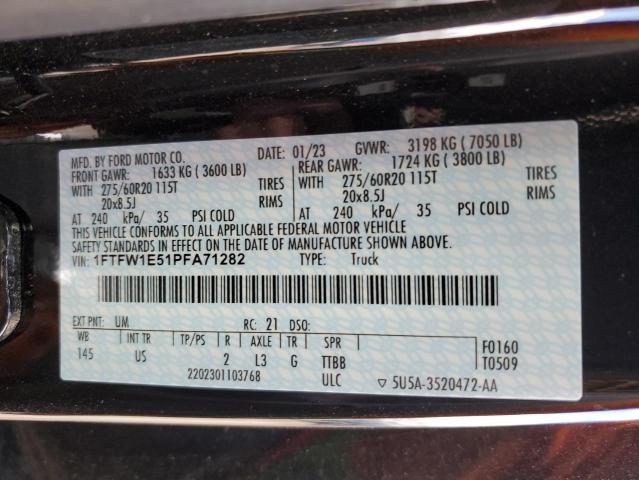 MFD. BY FORD MOTOR CO. DATE: 01/23 GVWR: 3198 KG ( 7050 LB)
FRONT GAWR: 1633 KG ( 3600 LB) REAR GAWR: 1724 KG ( 3800 LB)
WITH 275/60R20 115T TIRES WITH 275/60R20 115T TIRES
20x8.5J RIMS 20x8.5J RIMS
AT 240 kPa/ 35 PSI COLD AT 240 kPa/ 35 PSI COLD
THIS VEHICLE CONFORMS TO ALL APPLICABLE FEDERAL MOTOR VEHICLE
SAFETY STANDARDS IN EFFECT ON THE DATE OF MANUFACTURE SHOWN ABOVE.
VIN: 1FTFW1E51PFA71282 TYPE: Truck
EXT PNT: UM RC: 21 DSO:
WB INT TR TP/PS R AXLE TR SPR F0160
145 US 2 L3 G TTBB T0509
2202301103768 ULC 5U5A-3520472-AA